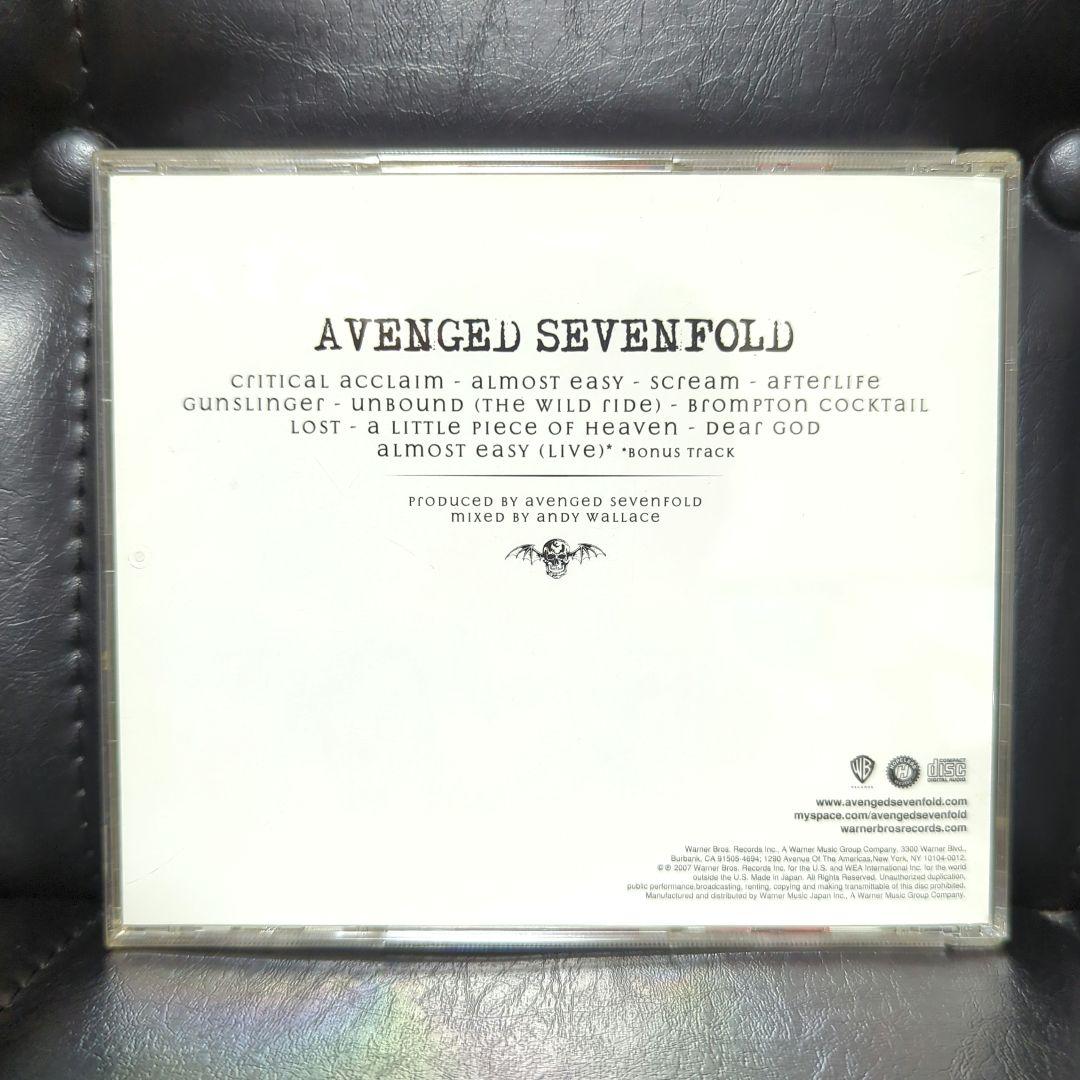 AVENGED SEVENFOLD
CRITICAL ACCLAIM - ALMOST EASY - SCREAM - AFTERLIFE
GUNSLINGER - UNBOUND (THE WILD RIDE) - BROMPTON COCKTAIL
LOST - A LITTLE PIECE OF HEAVEN - DEAR GOD
ALMOST EASY (LIVE)* *BONUS TRACK
PRODUCED BY AVENGED SEVENFOLD
MIXED BY ANDY WALLACE
WB
RECORDS
H
COMPACT
disc
DIGITAL AUDIO
www.avengedsevenfold.com
myspace.com/avengedsevenfold
warnerbrosrecords.com
Warner Bros. Records Inc., A Warner Music Group Company, 3300 Warner Blvd.,
Burbank, CA 91505-4694; 1290 Avenue Of The Americas,New York, NY 10104-0012.
© ℗ 2007 Warner Bros. Records Inc. for the U.S. and WEA International Inc. for the world
outside the U.S. Made in Japan. All Rights Reserved. Unauthorized duplication,
public performance,broadcasting, renting, copying and making transmittable of this disc prohibited.
Manufactured and distributed by Warner Music Japan Inc., A Warner Music Group Company.